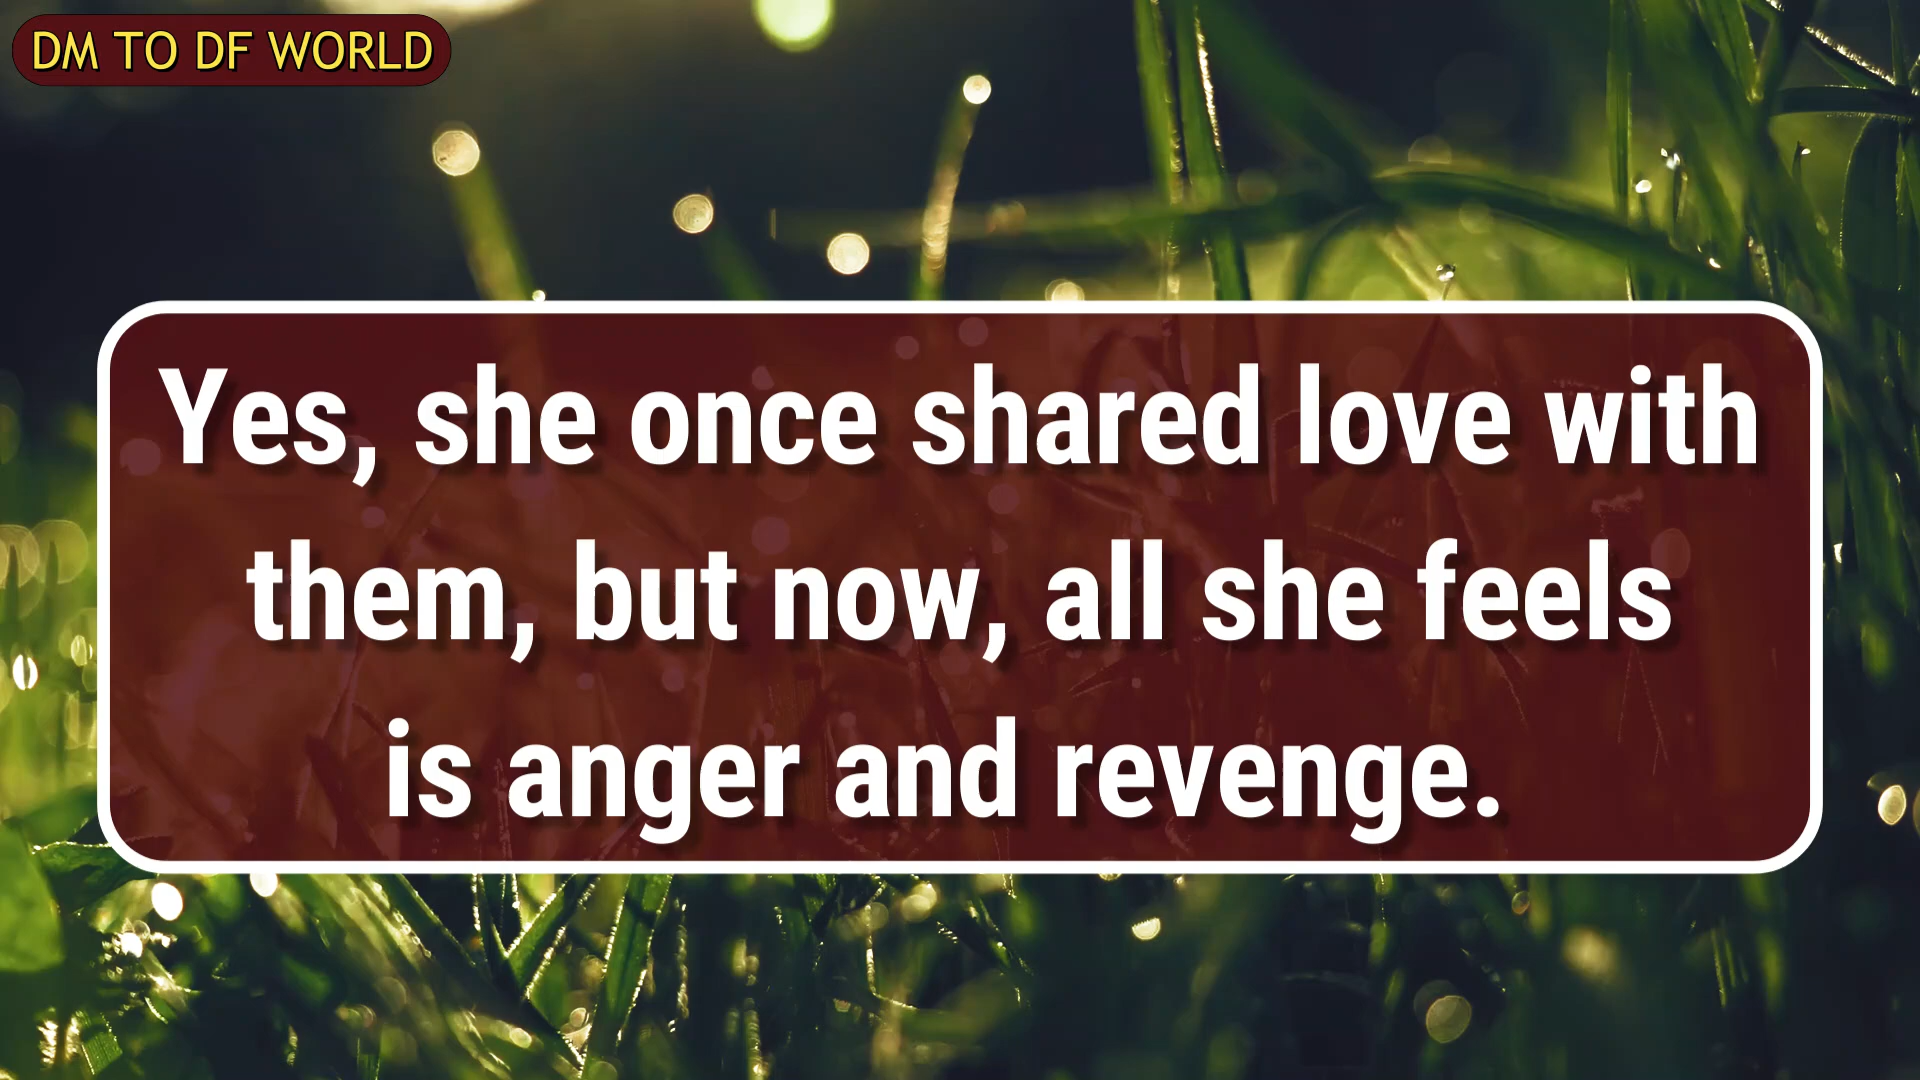 DM TO DF WORLD
Yes, she once shared love with
them, but now, all she feels
is anger and revenge.